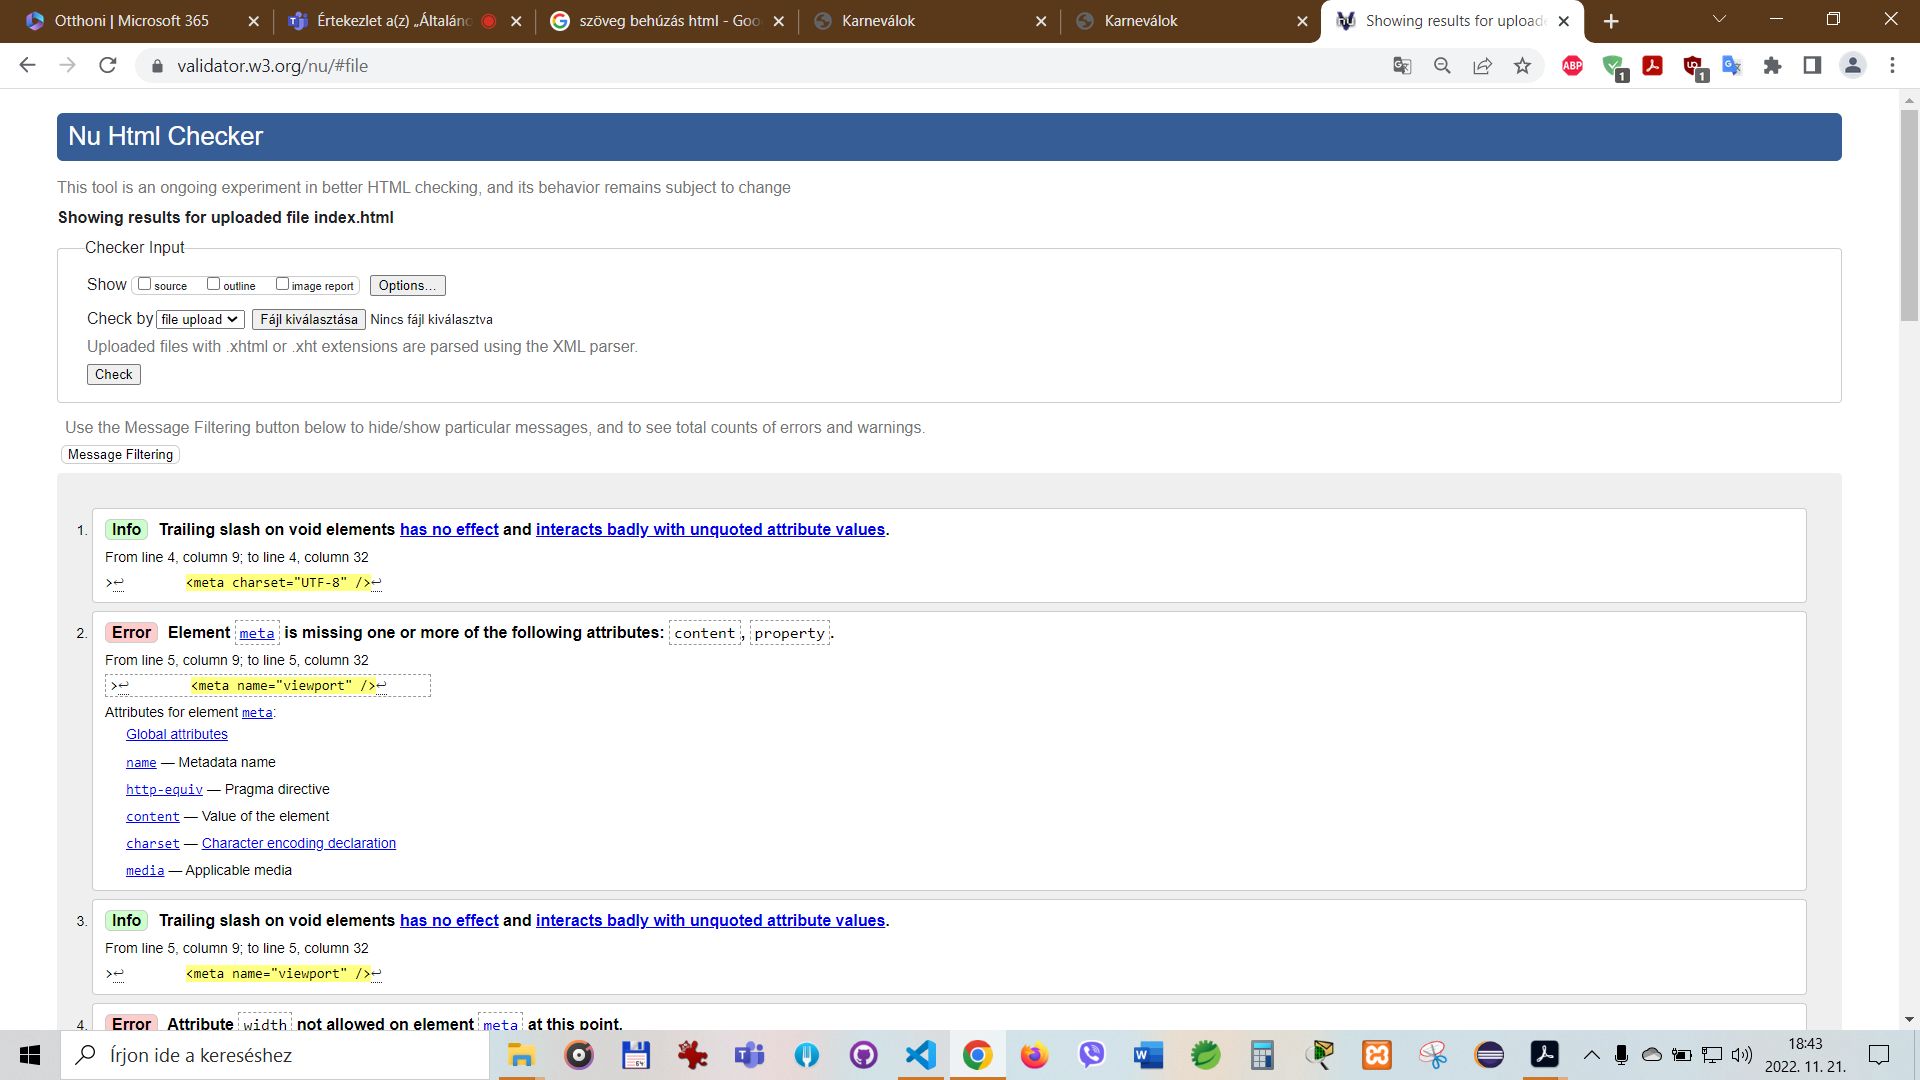 Otthoni | Microsoft 365
Értekezlet a(z) „Általáno
szöveg behúzás html - Goo
Karneválok
Karneválok
Showing results for uploade
validator.w3.org/nu/#file
ABP
1
1
Nu Html Checker
This tool is an ongoing experiment in better HTML checking, and its behavior remains subject to change
Showing results for uploaded file index.html
Checker Input
Show source outline image report Options...
Check by file upload Fájl kiválasztása Nincs fájl kiválasztva
Uploaded files with .xhtml or .xht extensions are parsed using the XML parser.
Check
Use the Message Filtering button below to hide/show particular messages, and to see total counts of errors and warnings.
Message Filtering
1. Info Trailing slash on void elements has no effect and interacts badly with unquoted attribute values.
From line 4, column 9; to line 4, column 32
>↩ <meta charset="UTF-8" />↩
2. Error Element meta is missing one or more of the following attributes: content, property.
From line 5, column 9; to line 5, column 32
>↩ <meta name="viewport" />↩
Attributes for element meta:
Global attributes
name — Metadata name
http-equiv — Pragma directive
content — Value of the element
charset — Character encoding declaration
media — Applicable media
3. Info Trailing slash on void elements has no effect and interacts badly with unquoted attribute values.
From line 5, column 9; to line 5, column 32
>↩ <meta name="viewport" />↩
4. Error Attribute width not allowed on element meta at this point.
Írjon ide a kereséshez
18:43
2022. 11. 21.